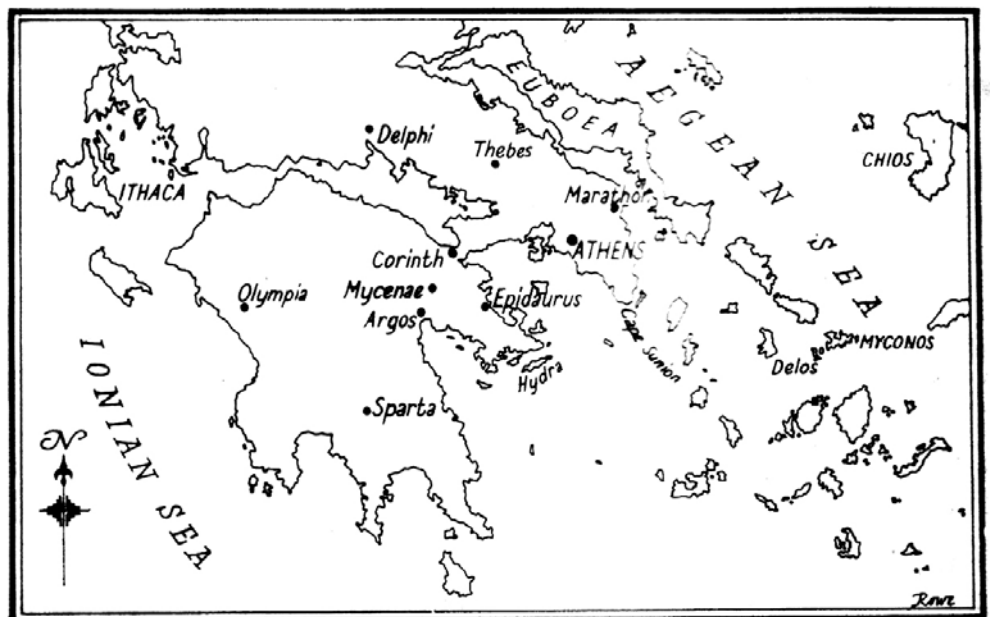 EUBOEA
AEGEAN SEA
Delphi
Thebes
CHIOS
ITHACA
Marathon
ATHENS
Corinth
Olympia
Mycenae
Epidaurus
Argos
Cape Sunion
MYCONOS
Delos
Hydra
IONIAN SEA
Sparta
N
Rowe